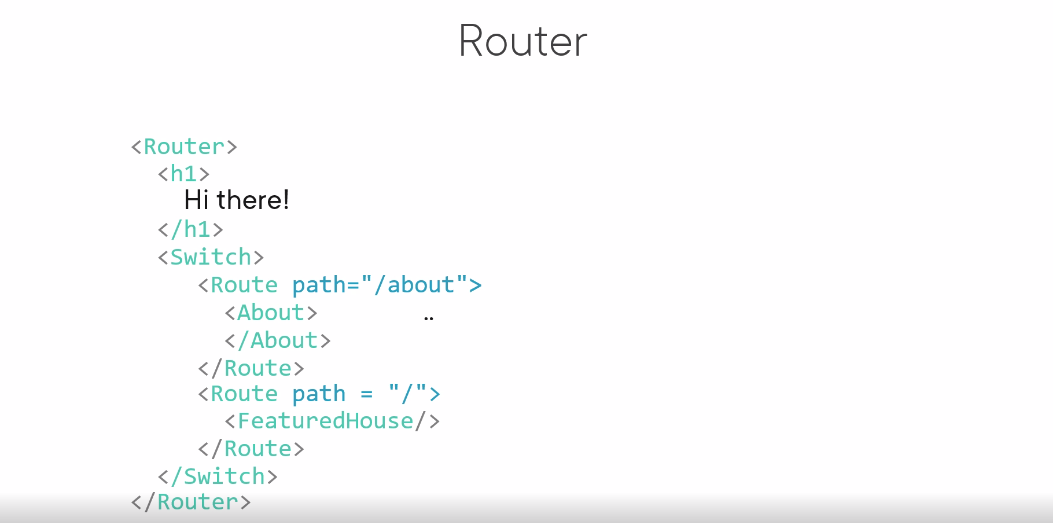 Router
<Router>
<h1>
Hi there!
</h1>
<Switch>
<Route path="/about">
<About> ..
</About>
</Route>
<Route path = "/">
<FeaturedHouse/>
</Route>
</Switch>
</Router>